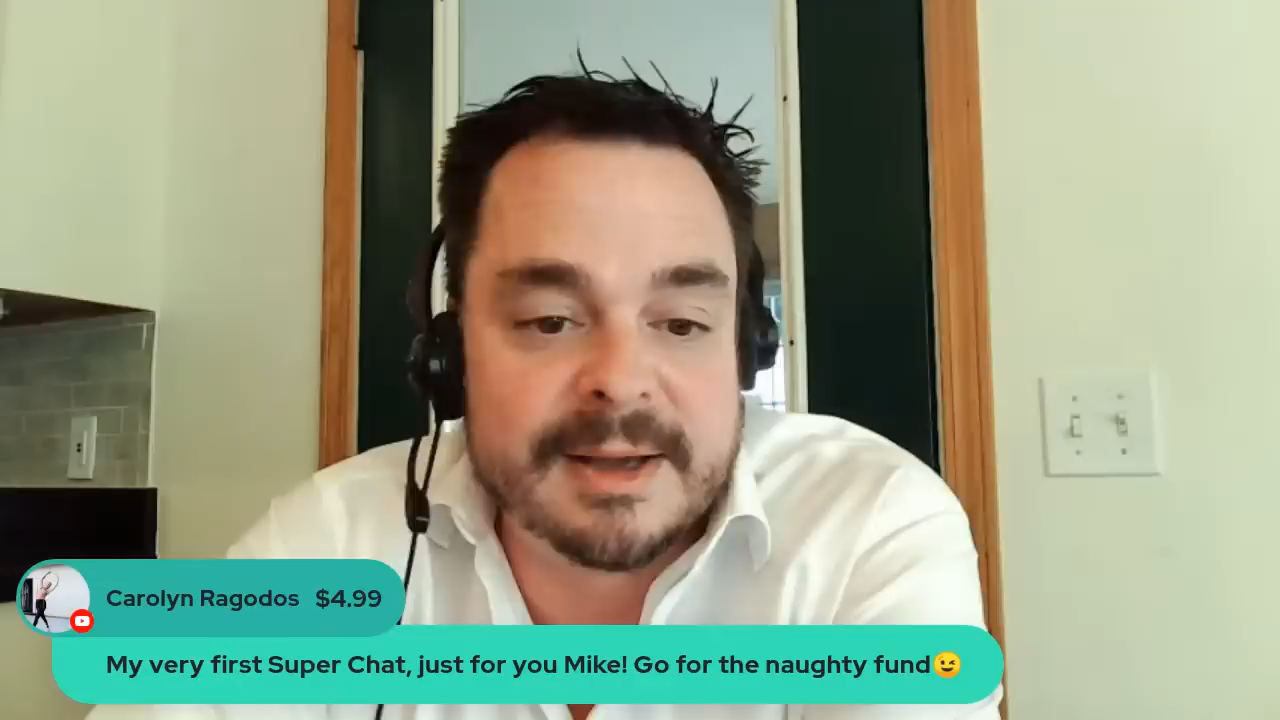 Carolyn Ragodos $4.99
My very first Super Chat, just for you Mike! Go for the naughty fund😉